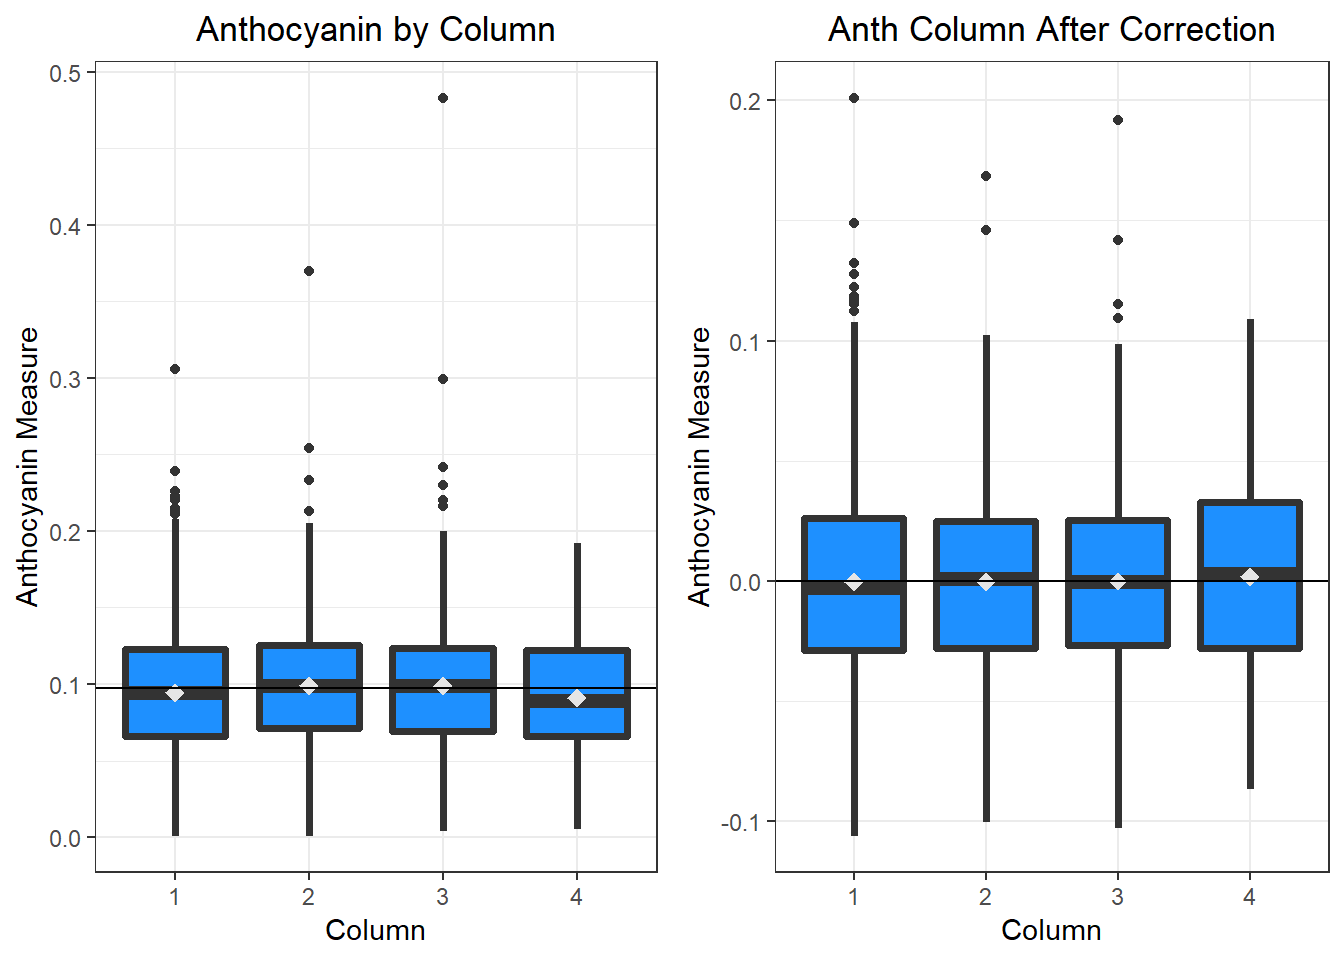 Anthocyanin by Column
Anthocyanin Measure
0.5
0.4
0.3
0.2
0.1
0.0
1 2 3 4
Column
Anth Column After Correction
Anthocyanin Measure
0.2
0.1
0.0
-0.1
1 2 3 4
Column